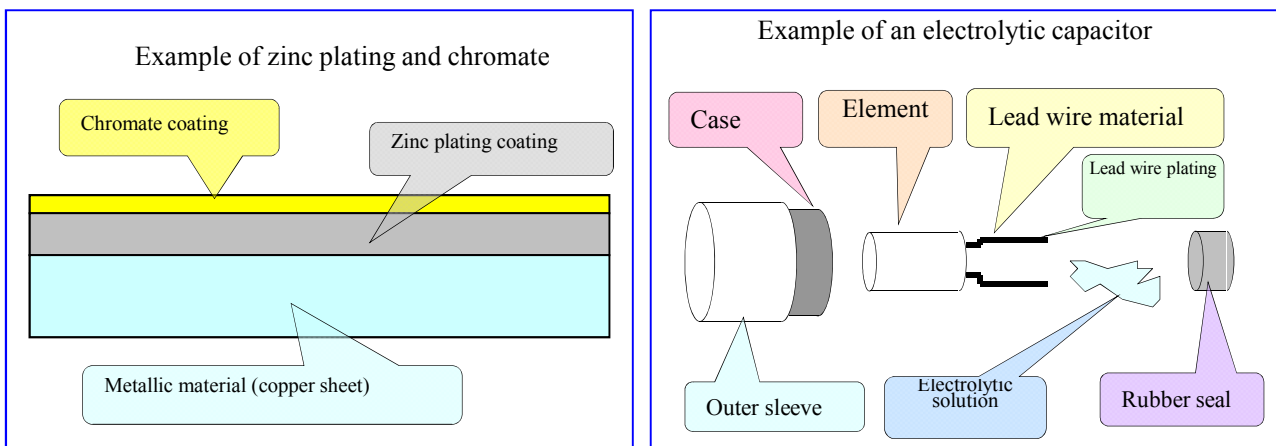 Example of zinc plating and chromate
Chromate coating
Zinc plating coating
Metallic material (copper sheet)
Example of an electrolytic capacitor
Case
Element
Lead wire material
Lead wire plating
Outer sleeve
Electrolytic
solution
Rubber seal